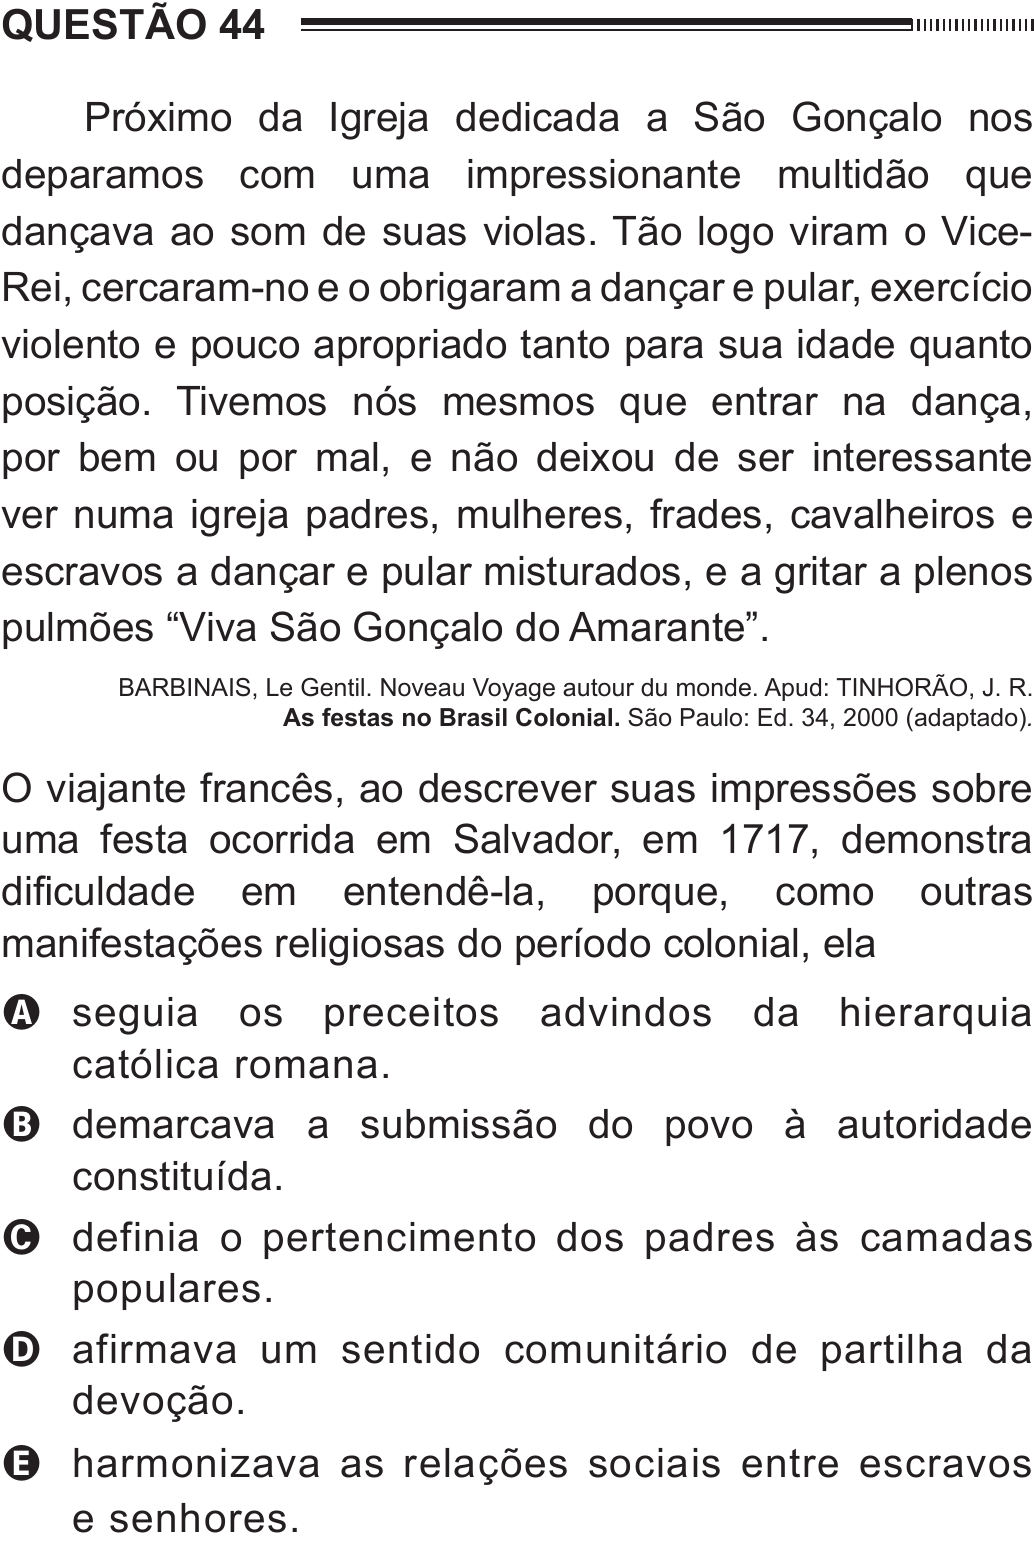 QUESTÃO 44
Próximo da Igreja dedicada a São Gonçalo nos
deparamos com uma impressionante multidão que
dançava ao som de suas violas. Tão logo viram o Vice-
Rei, cercaram-no e o obrigaram a dançar e pular, exercício
violento e pouco apropriado tanto para sua idade quanto
posição. Tivemos nós mesmos que entrar na dança,
por bem ou por mal, e não deixou de ser interessante
ver numa igreja padres, mulheres, frades, cavalheiros e
escravos a dançar e pular misturados, e a gritar a plenos
pulmões “Viva São Gonçalo do Amarante”.
BARBINAIS, Le Gentil. Noveau Voyage autour du monde. Apud: TINHORÃO, J. R.
As festas no Brasil Colonial. São Paulo: Ed. 34, 2000 (adaptado).
O viajante francês, ao descrever suas impressões sobre
uma festa ocorrida em Salvador, em 1717, demonstra
dificuldade em entendê-la, porque, como outras
manifestações religiosas do período colonial, ela
A seguia os preceitos advindos da hierarquia
católica romana.
B demarcava a submissão do povo à autoridade
constituída.
C definia o pertencimento dos padres às camadas
populares.
D afirmava um sentido comunitário de partilha da
devoção.
E harmonizava as relações sociais entre escravos
e senhores.